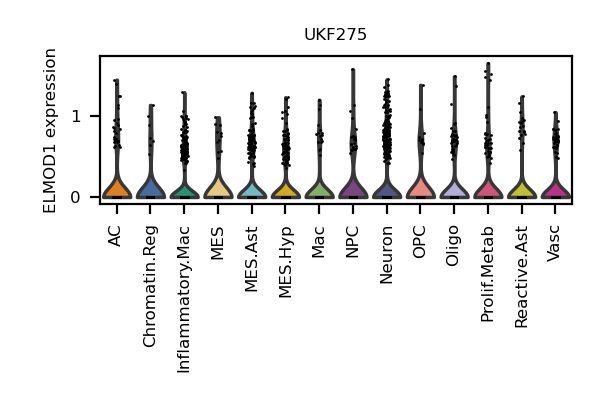 UKF275
ELMOD1 expression
1
0
AC
Chromatin.Reg
Inflammatory.Mac
MES
MES.Ast
MES.Hyp
Mac
NPC
Neuron
OPC
Oligo
Prolif.Metab
Reactive.Ast
Vasc